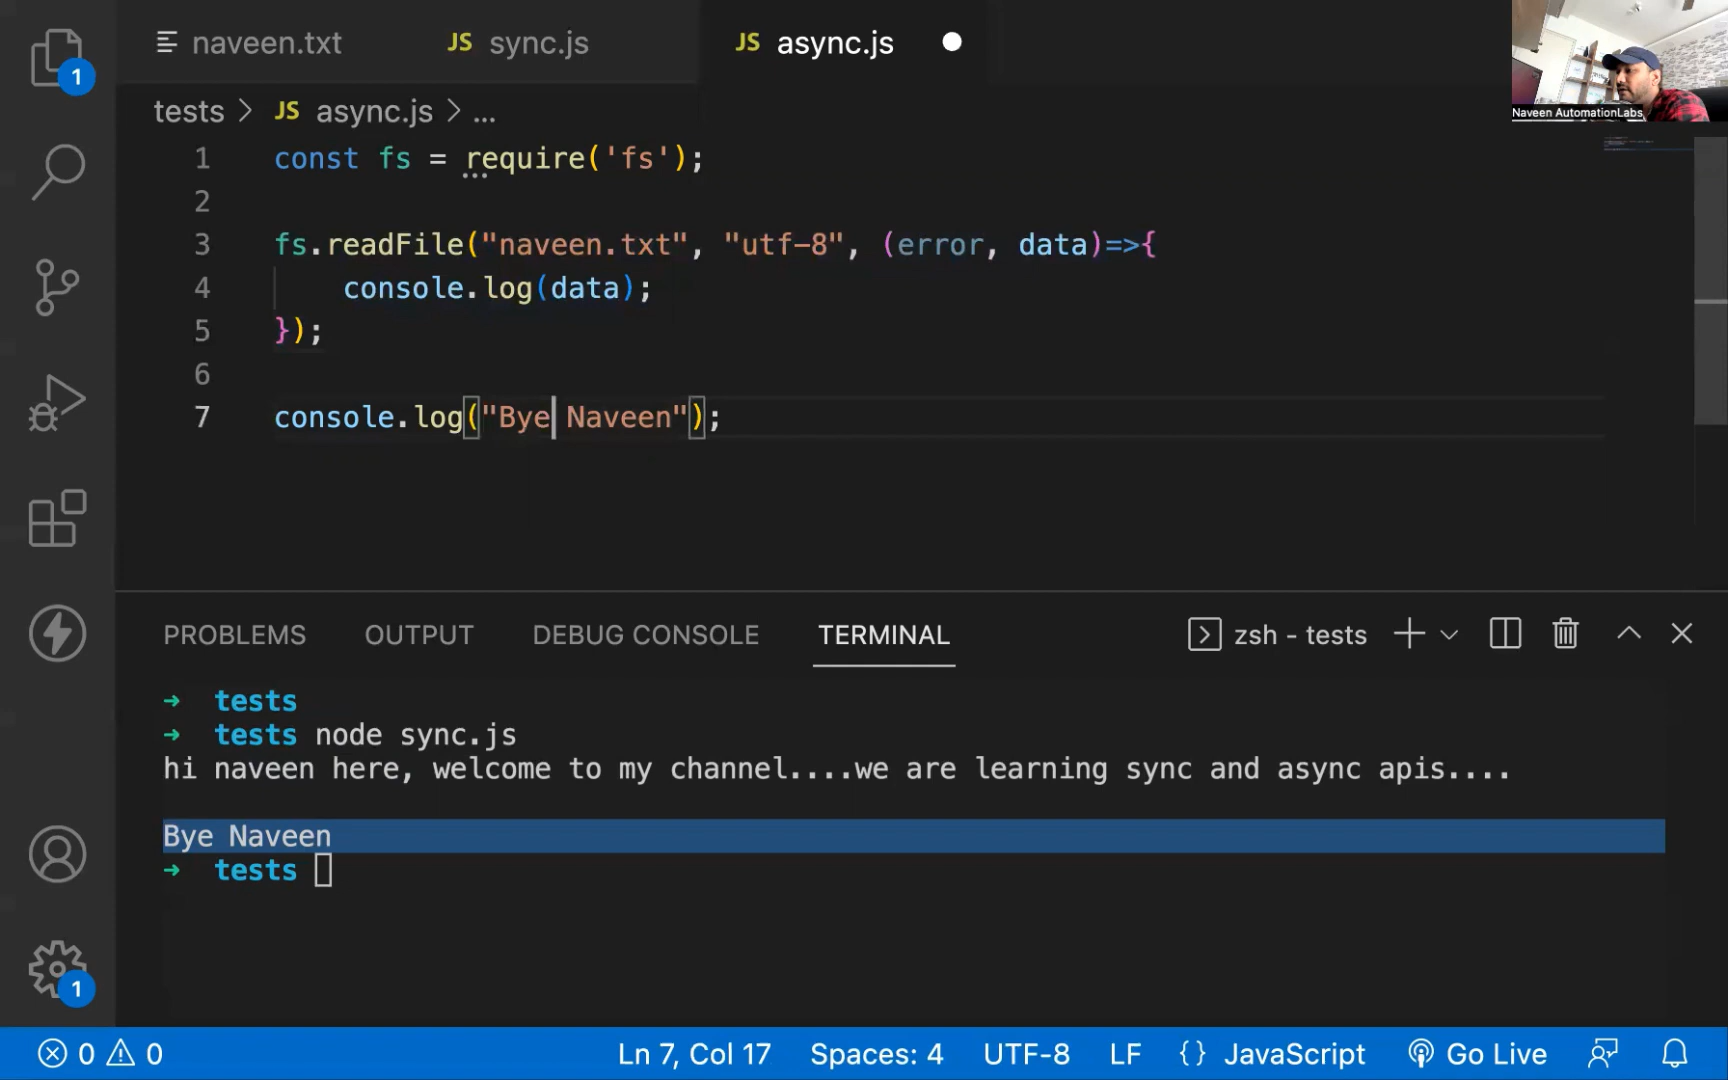 naveen.txt JS sync.js JS async.js
Naveen AutomationLabs
tests > JS async.js > ...
1 const fs = require('fs');
2
3 fs.readFile("naveen.txt", "utf-8", (error, data)=>{
4 console.log(data);
5 });
6
7 console.log("Bye Naveen");
PROBLEMS OUTPUT DEBUG CONSOLE TERMINAL zsh - tests
→ tests
→ tests node sync.js
hi naveen here, welcome to my channel....we are learning sync and async apis....
Bye Naveen
→ tests
1
1
0 0 Ln 7, Col 17 Spaces: 4 UTF-8 LF {} JavaScript Go Live